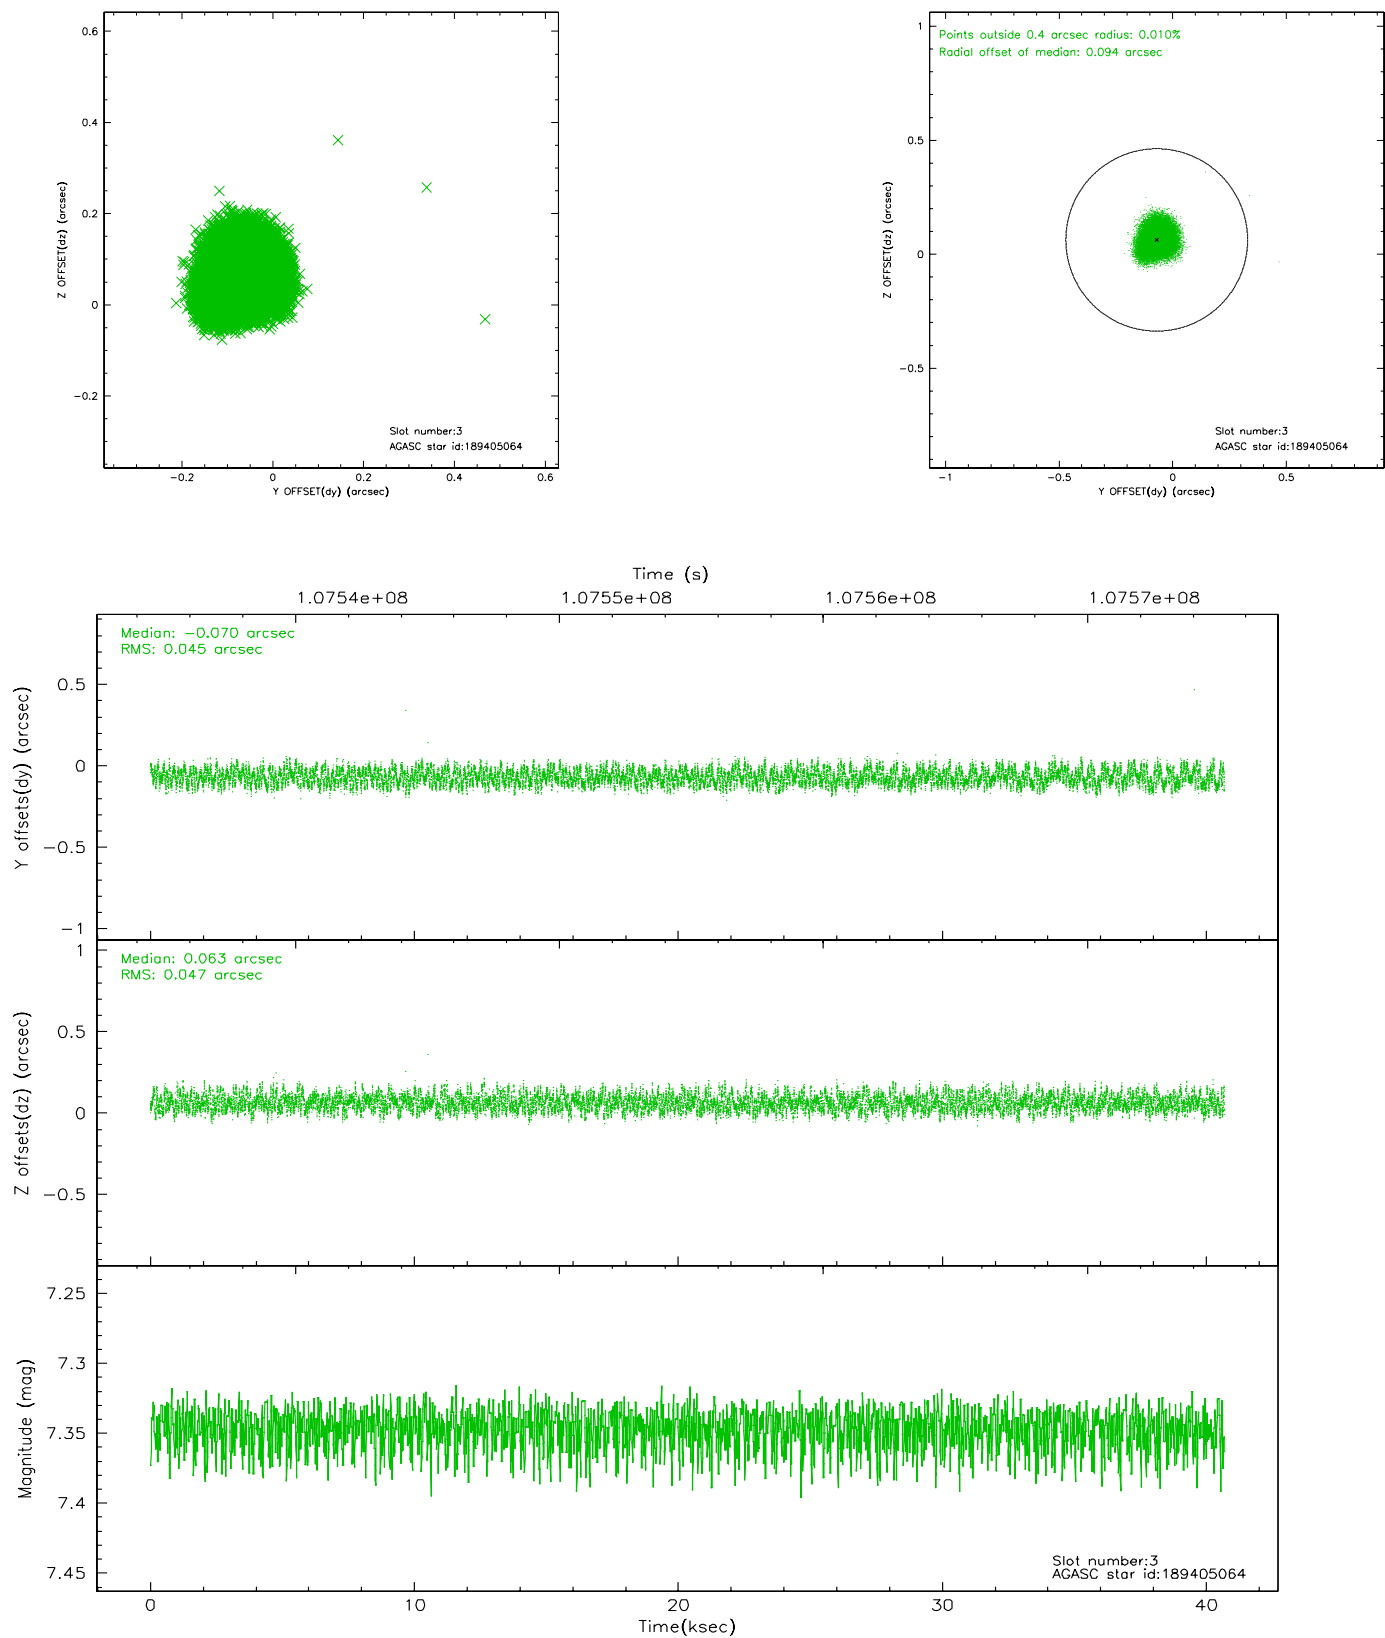 0.6
0.4
0.2
0
−0.2
Z OFFSET(dz) (arcsec)
Slot number:3
AGASC star id:189405064
−0.2 0 0.2 0.4 0.6
Y OFFSET(dy) (arcsec)
Points outside 0.4 arcsec radius: 0.010%
Radial offset of median: 0.094 arcsec
1
0.5
0
−0.5
Z OFFSET(dz) (arcsec)
Slot number:3
AGASC star id:189405064
−1 −0.5 0 0.5
Y OFFSET(dy) (arcsec)
Time (s)
1.0754e+08 1.0755e+08 1.0756e+08 1.0757e+08
Median: −0.070 arcsec
RMS: 0.045 arcsec
0.5
0
−0.5
−1
Y offsets(dy) (arcsec)
Median: 0.063 arcsec
RMS: 0.047 arcsec
1
0.5
0
−0.5
Z offsets(dz) (arcsec)
7.25
7.3
7.35
7.4
7.45
Magnitude (mag)
Slot number:3
AGASC star id:189405064
0 10 20 30 40
Time(ksec)